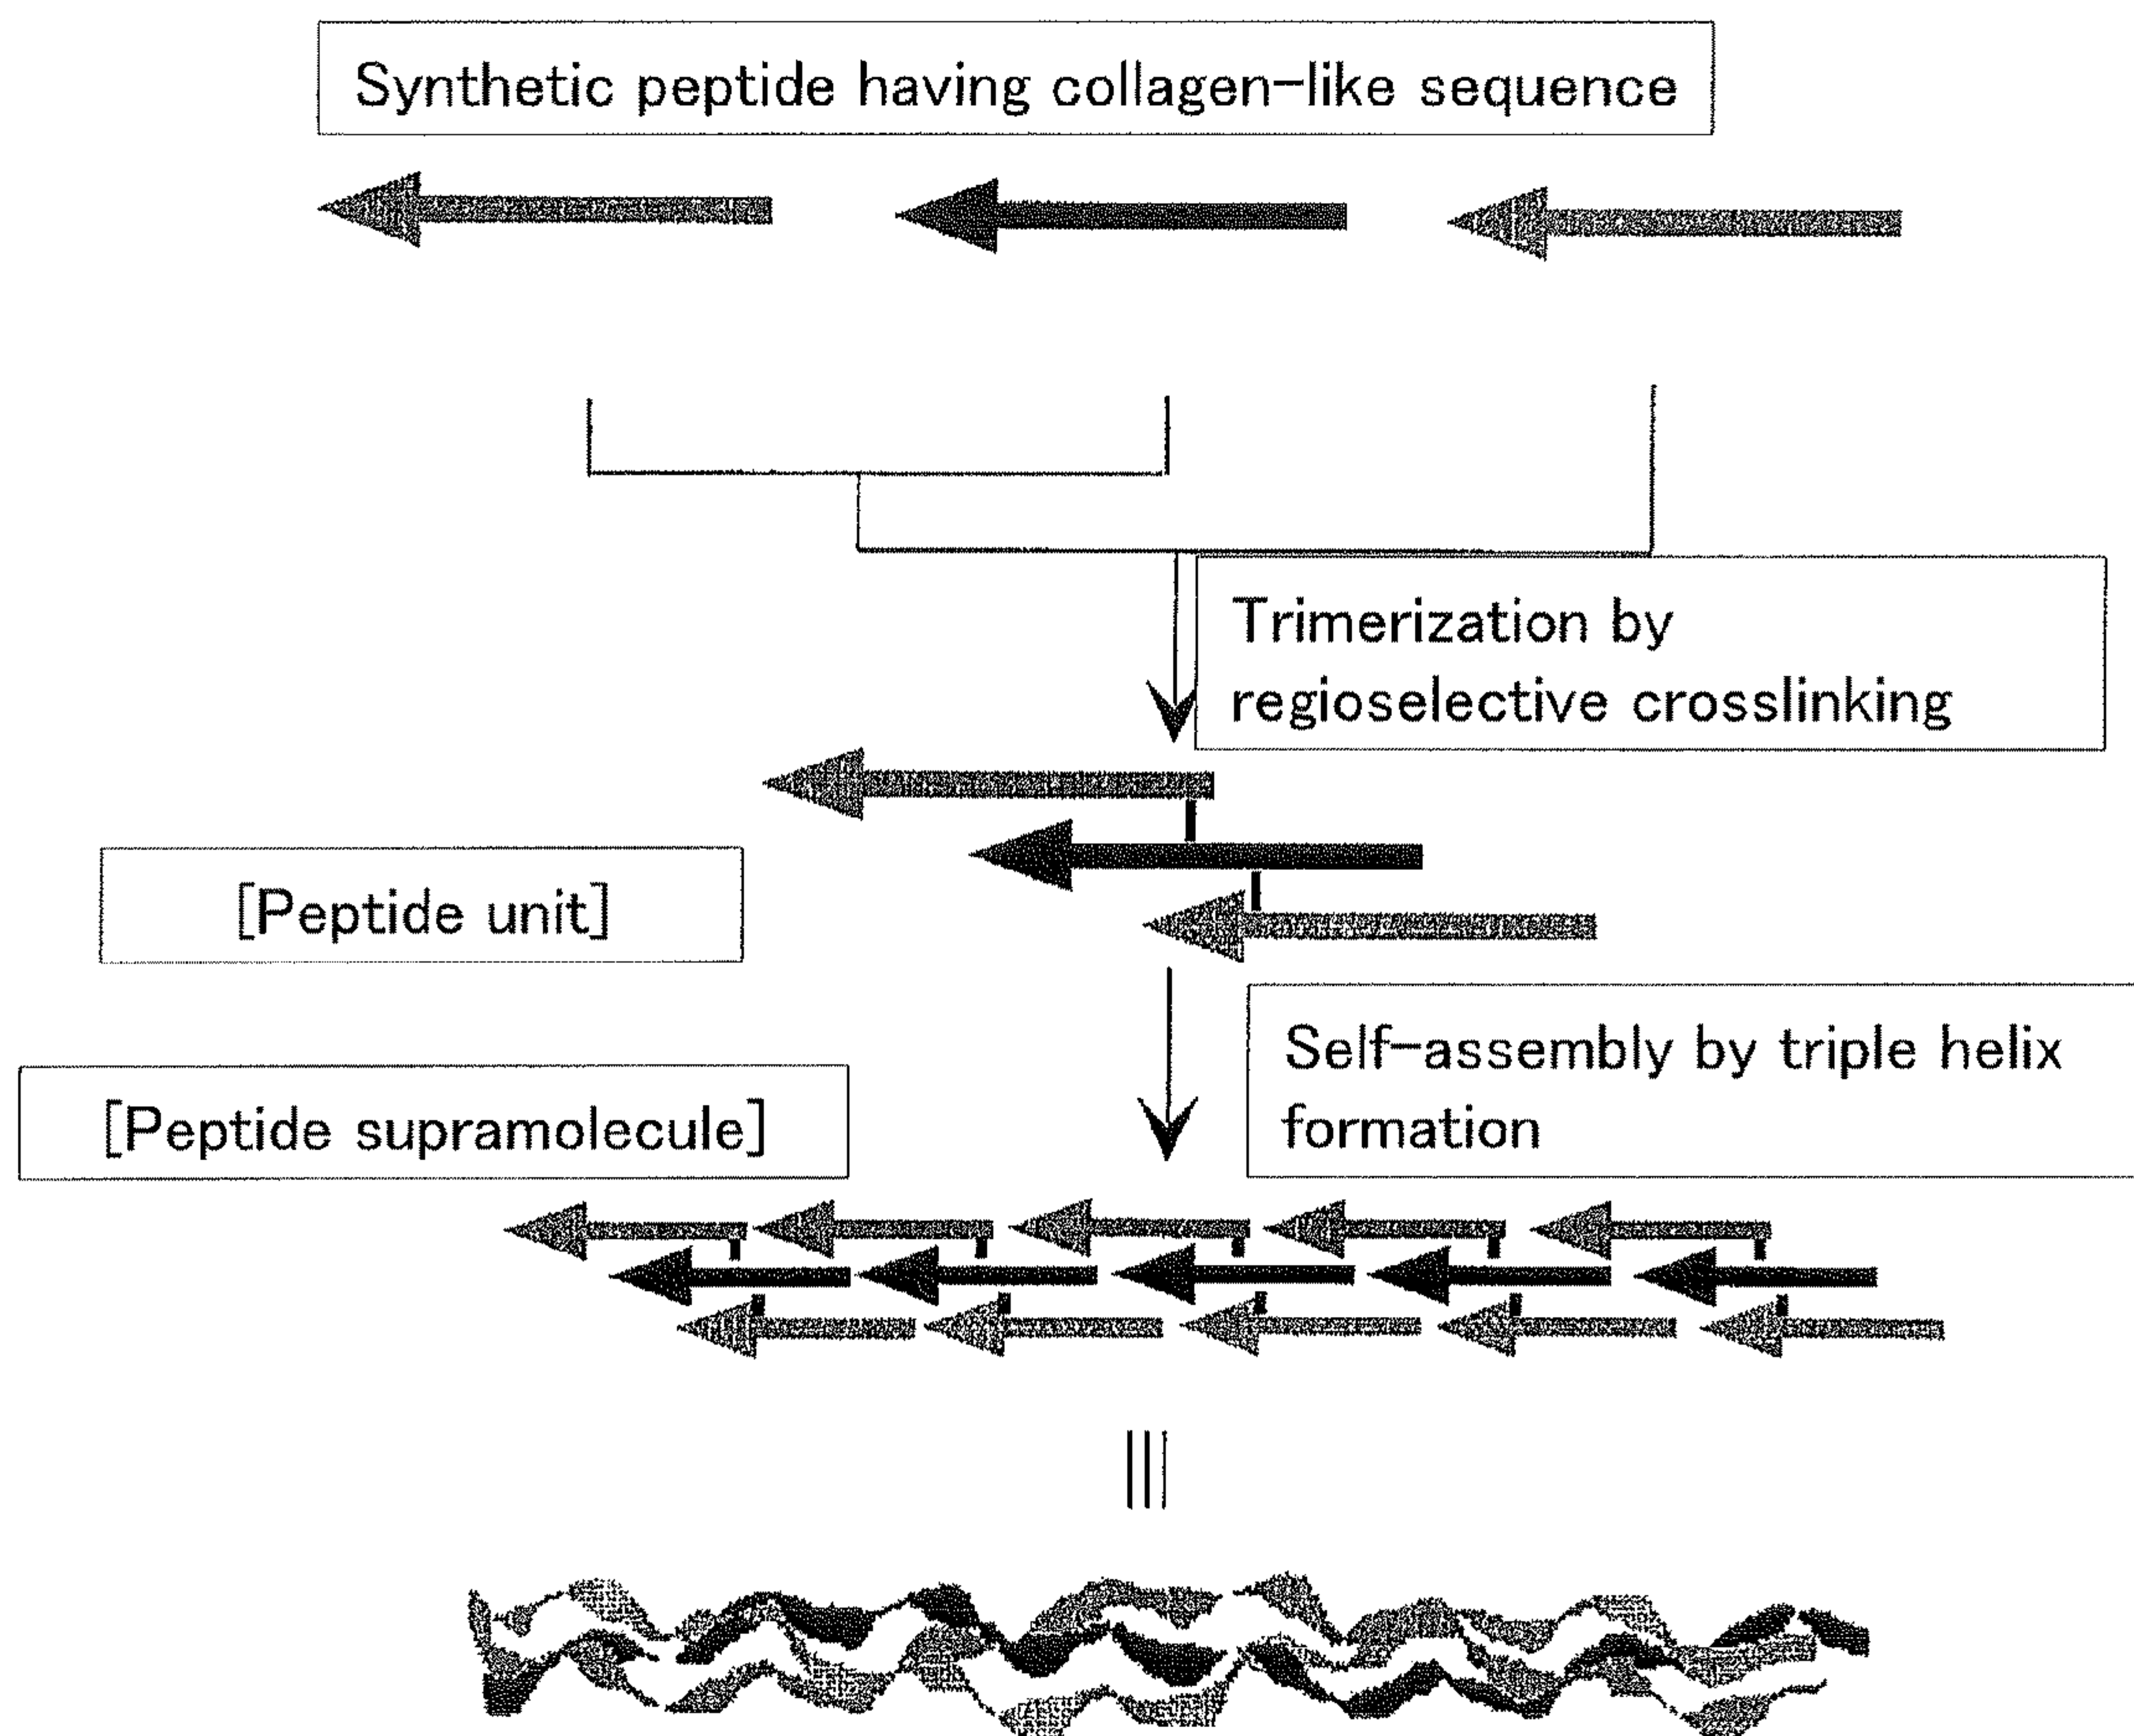 Synthetic peptide having collagen-like sequence
Trimerization by
regioselective crosslinking
[Peptide unit]
Self-assembly by triple helix
formation
[Peptide supramolecule]